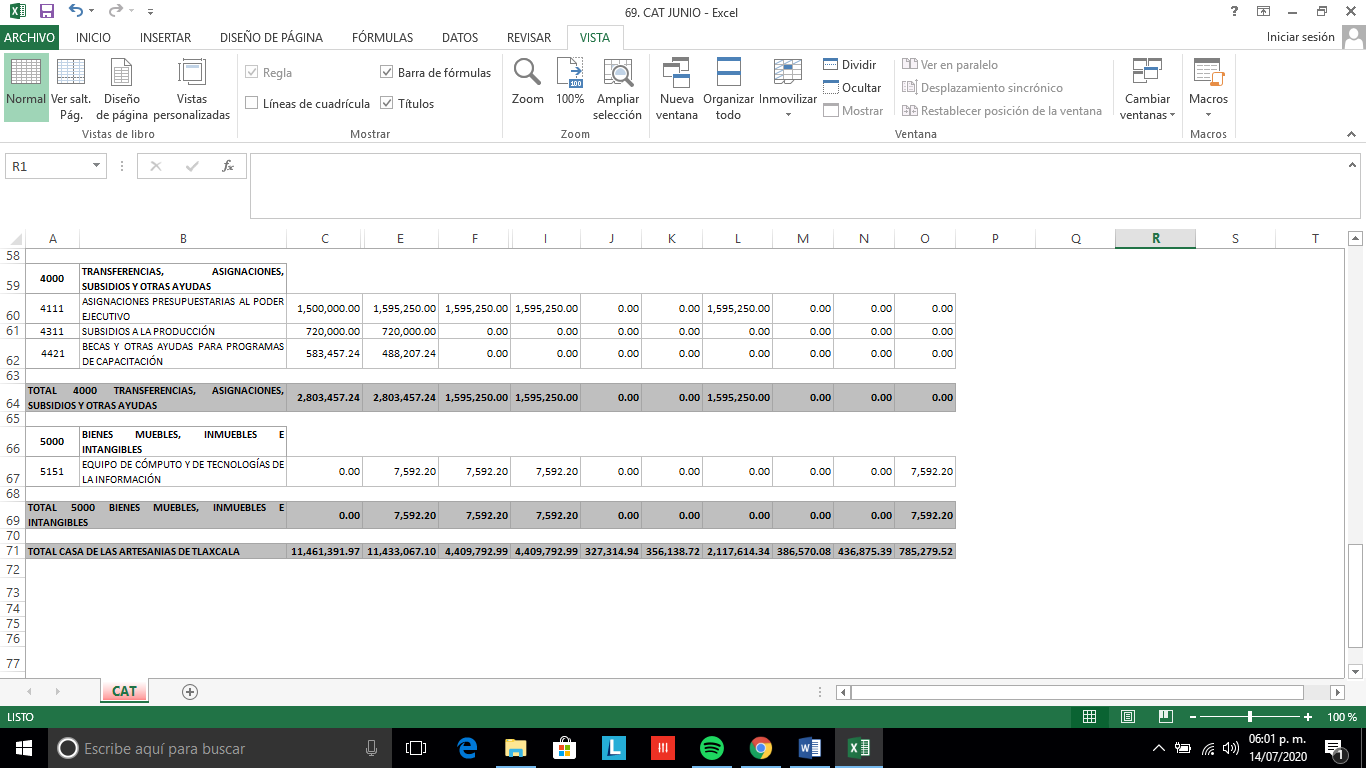 69. CAT JUNIO - Excel
ARCHIVO INICIO INSERTAR DISEÑO DE PÁGINA FÓRMULAS DATOS REVISAR VISTA Iniciar sesión
Normal Ver salt. Pág. Diseño de página Vistas personalizadas
Vistas de libro
Regla Barra de fórmulas
Líneas de cuadrícula Títulos
Mostrar
Zoom 100% Ampliar selección
Zoom
Nueva ventana Organizar todo Inmovilizar
Dividir
Ocultar
Mostrar
Ver en paralelo
Desplazamiento sincrónico
Restablecer posición de la ventana
Cambiar ventanas
Ventana
Macros
Macros
R1 fx
A B C E F I J K L M N O P Q R S T
58
59 4000 TRANSFERENCIAS, ASIGNACIONES,
SUBSIDIOS Y OTRAS AYUDAS
60 4111 ASIGNACIONES PRESUPUESTARIAS AL PODER
EJECUTIVO 1,500,000.00 1,595,250.00 1,595,250.00 1,595,250.00 0.00 0.00 1,595,250.00 0.00 0.00 0.00
61 4311 SUBSIDIOS A LA PRODUCCIÓN 720,000.00 720,000.00 0.00 0.00 0.00 0.00 0.00 0.00 0.00 0.00
62 4421 BECAS Y OTRAS AYUDAS PARA PROGRAMAS
DE CAPACITACIÓN 583,457.24 488,207.24 0.00 0.00 0.00 0.00 0.00 0.00 0.00 0.00
63
64 TOTAL 4000 TRANSFERENCIAS, ASIGNACIONES,
SUBSIDIOS Y OTRAS AYUDAS 2,803,457.24 2,803,457.24 1,595,250.00 1,595,250.00 0.00 0.00 1,595,250.00 0.00 0.00 0.00
65
66 5000 BIENES MUEBLES, INMUEBLES E
INTANGIBLES
67 5151 EQUIPO DE CÓMPUTO Y DE TECNOLOGÍAS DE
LA INFORMACIÓN 0.00 7,592.20 7,592.20 7,592.20 0.00 0.00 0.00 0.00 0.00 7,592.20
68
69 TOTAL 5000 BIENES MUEBLES, INMUEBLES E
INTANGIBLES 0.00 7,592.20 7,592.20 7,592.20 0.00 0.00 0.00 0.00 0.00 7,592.20
70
71 TOTAL CASA DE LAS ARTESANIAS DE TLAXCALA 11,461,391.97 11,433,067.10 4,409,792.99 4,409,792.99 327,314.94 356,138.72 2,117,614.34 386,570.08 436,875.39 785,279.52
72
73
74
75
76
77
CAT
LISTO 100 %
Escribe aquí para buscar
06:01 p. m.
14/07/2020
1